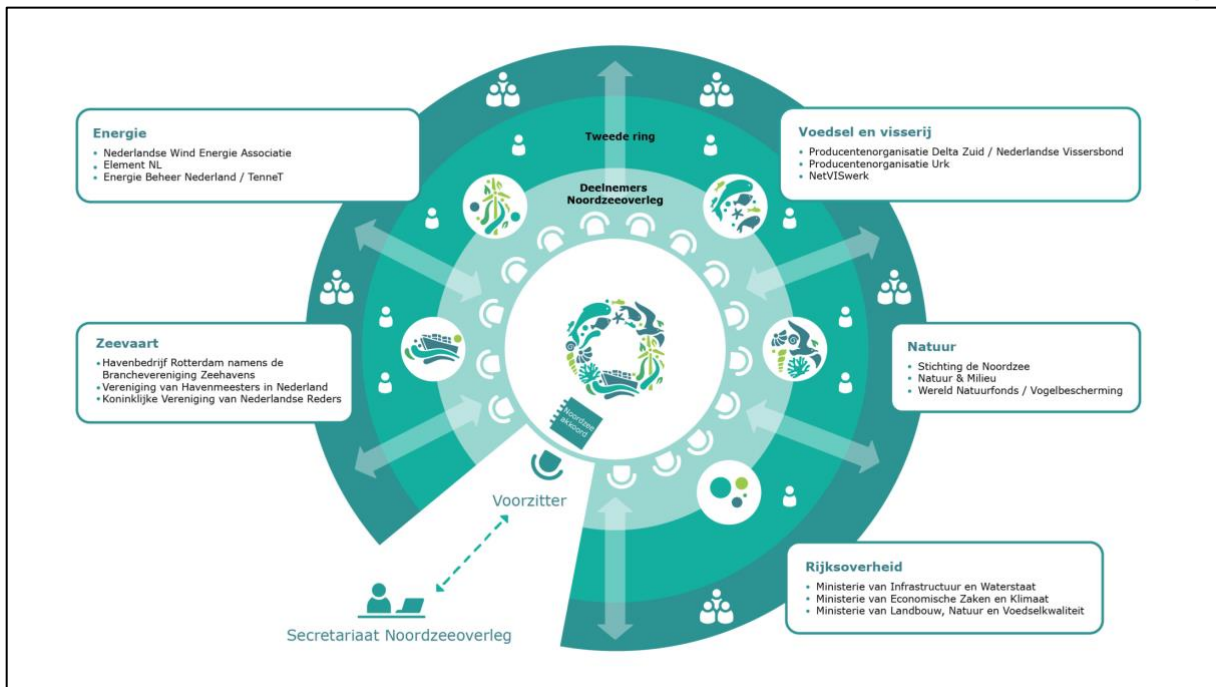 Energie
• Nederlandse Wind Energie Associatie
• Element NL
• Energie Beheer Nederland / TenneT
Tweede ring
Deelnemers
Noordzeeoverleg
Voedsel en visserij
• Producentenorganisatie Delta Zuid / Nederlandse Vissersbond
• Producentenorganisatie Urk
• NetVISwerk
Zeevaart
• Havenbedrijf Rotterdam namens de
Branchevereniging Zeehavens
• Vereniging van Havenmeesters in Nederland
• Koninklijke Vereniging van Nederlandse Reders
Natuur
• Stichting de Noordzee
• Natuur & Milieu
• Wereld Natuurfonds / Vogelbescherming
Noordzee
akkoord
Voorzitter
Secretariaat Noordzeeoverleg
Rijksoverheid
• Ministerie van Infrastructuur en Waterstaat
• Ministerie van Economische Zaken en Klimaat
• Ministerie van Landbouw, Natuur en Voedselkwaliteit